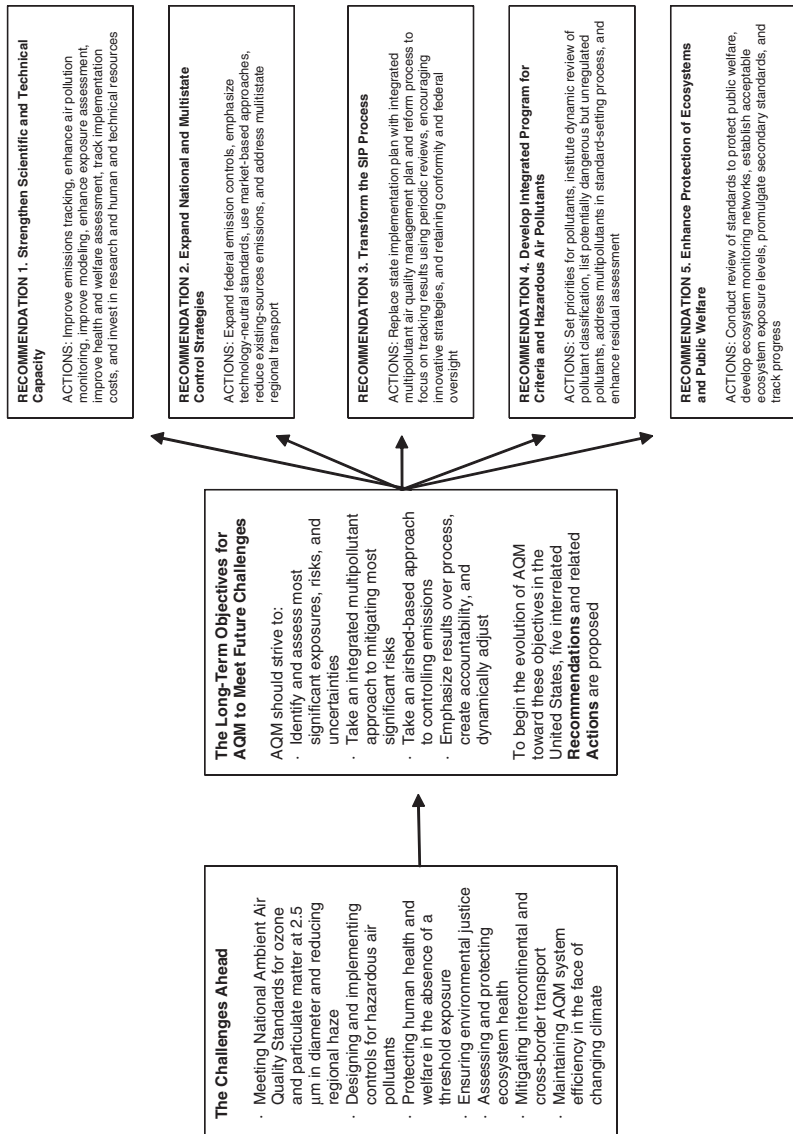 The Challenges Ahead
· Meeting National Ambient Air
Quality Standards for ozone
and particulate matter at 2.5
µm in diameter and reducing
regional haze
· Designing and implementing
controls for hazardous air
pollutants
· Protecting human health and
welfare in the absence of a
threshold exposure
· Ensuring environmental justice
· Assessing and protecting
ecosystem health
· Mitigating intercontinental and
cross-border transport
· Maintaining AQM system
efficiency in the face of
changing climate
The Long-Term Objectives for
AQM to Meet Future Challenges
AQM should strive to:
· Identify and assess most
significant exposures, risks, and
uncertainties
· Take an integrated multipollutant
approach to mitigating most
significant risks
· Take an airshed-based approach
to controlling emissions
· Emphasize results over process,
create accountability, and
dynamically adjust
To begin the evolution of AQM
toward these objectives in the
United States, five interrelated
Recommendations and related
Actions are proposed
RECOMMENDATION 1. Strengthen Scientific and Technical
Capacity
ACTIONS: Improve emissions tracking, enhance air pollution
monitoring, improve modeling, enhance exposure assessment,
improve health and welfare assessment, track implementation
costs, and invest in research and human and technical resources
RECOMMENDATION 2. Expand National and Multistate
Control Strategies
ACTIONS: Expand federal emission controls, emphasize
technology-neutral standards, use market-based approaches,
reduce existing-sources emissions, and address mulitistate
regional transport
RECOMMENDATION 3. Transform the SIP Process
ACTIONS: Replace state implementation plan with integrated
multipollutant air quality management plan and reform process to
focus on tracking results using periodic reviews, encouraging
innovative strategies, and retaining conformity and federal
oversight
RECOMMENDATION 4. Develop Integrated Program for
Criteria and Hazardous Air Pollutants
ACTIONS: Set priorities for pollutants, institute dynamic review of
pollutant classification, list potentially dangerous but unregulated
pollutants, address multipollutants in standard-setting process, and
enhance residual assessment
RECOMMENDATION 5. Enhance Protection of Ecosystems
and Public Welfare
ACTIONS: Conduct review of standards to protect public welfare,
develop ecosystem monitoring networks, establish acceptable
ecosystem exposure levels, promulgate secondary standards, and
track progress